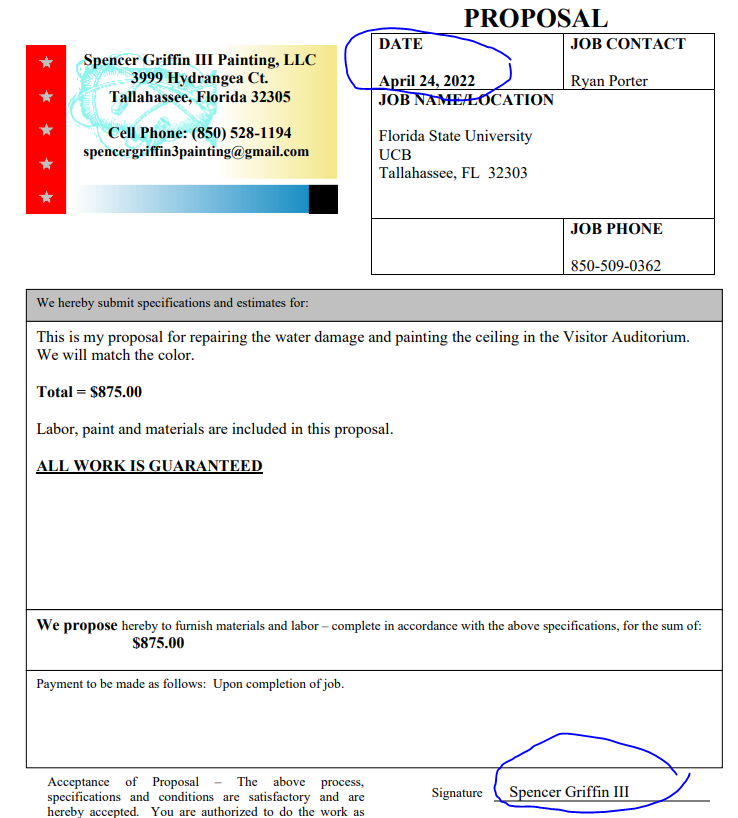 PROPOSAL
Spencer Griffin III Painting, LLC
3999 Hydrangea Ct.
Tallahassee, Florida 32305
Cell Phone: (850) 528-1194
spencergriffin3painting@gmail.com
DATE
April 24, 2022
JOB CONTACT
Ryan Porter
JOB NAME/LOCATION
Florida State University
UCB
Tallahassee, FL  32303
JOB PHONE
850-509-0362
We hereby submit specifications and estimates for:
This is my proposal for repairing the water damage and painting the ceiling in the Visitor Auditorium.
We will match the color.
Total = $875.00
Labor, paint and materials are included in this proposal.
ALL WORK IS GUARANTEED
We propose hereby to furnish materials and labor – complete in accordance with the above specifications, for the sum of:
$875.00
Payment to be made as follows:  Upon completion of job.
Acceptance of Proposal – The above process,
specifications and conditions are satisfactory and are
hereby accepted.  You are authorized to do the work as
Signature Spencer Griffin III